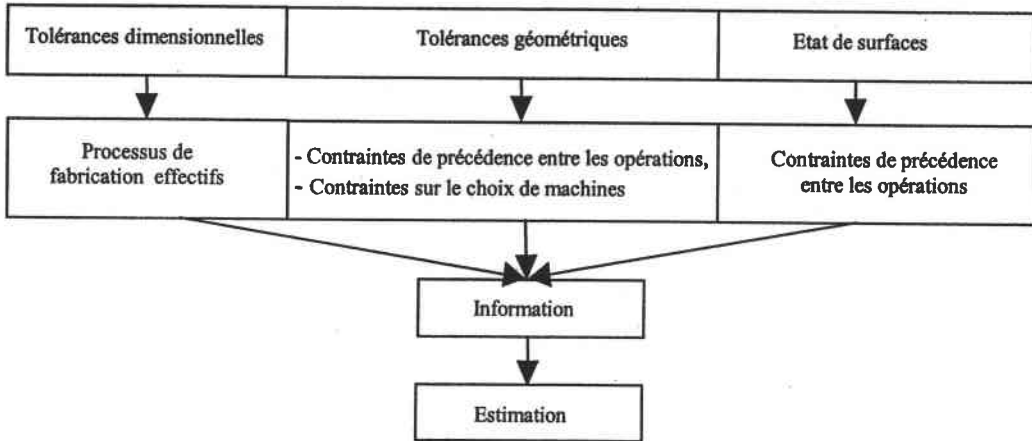 Tolérances dimensionnelles
Tolérances géométriques
Etat de surfaces
Processus de
fabrication effectifs
- Contraintes de précédence entre les opérations,
- Contraintes sur le choix de machines
Contraintes de précédence
entre les opérations
Information
Estimation